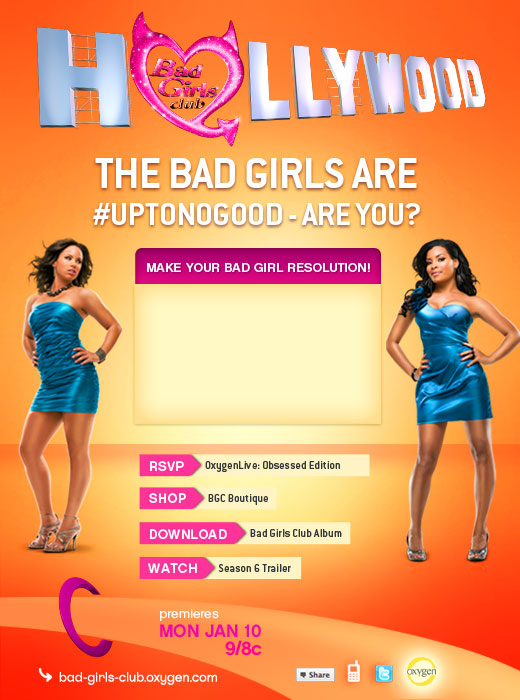 HOLLYWOOD
Bad
Girls
club
THE BAD GIRLS ARE
#UPTONOGOOD - ARE YOU?
MAKE YOUR BAD GIRL RESOLUTION!
RSVP OxygenLive: Obsessed Edition
SHOP BGC Boutique
DOWNLOAD Bad Girls Club Album
WATCH Season 6 Trailer
premieres
MON JAN 10
9/8c
bad-girls-club.oxygen.com
Share
oxygen